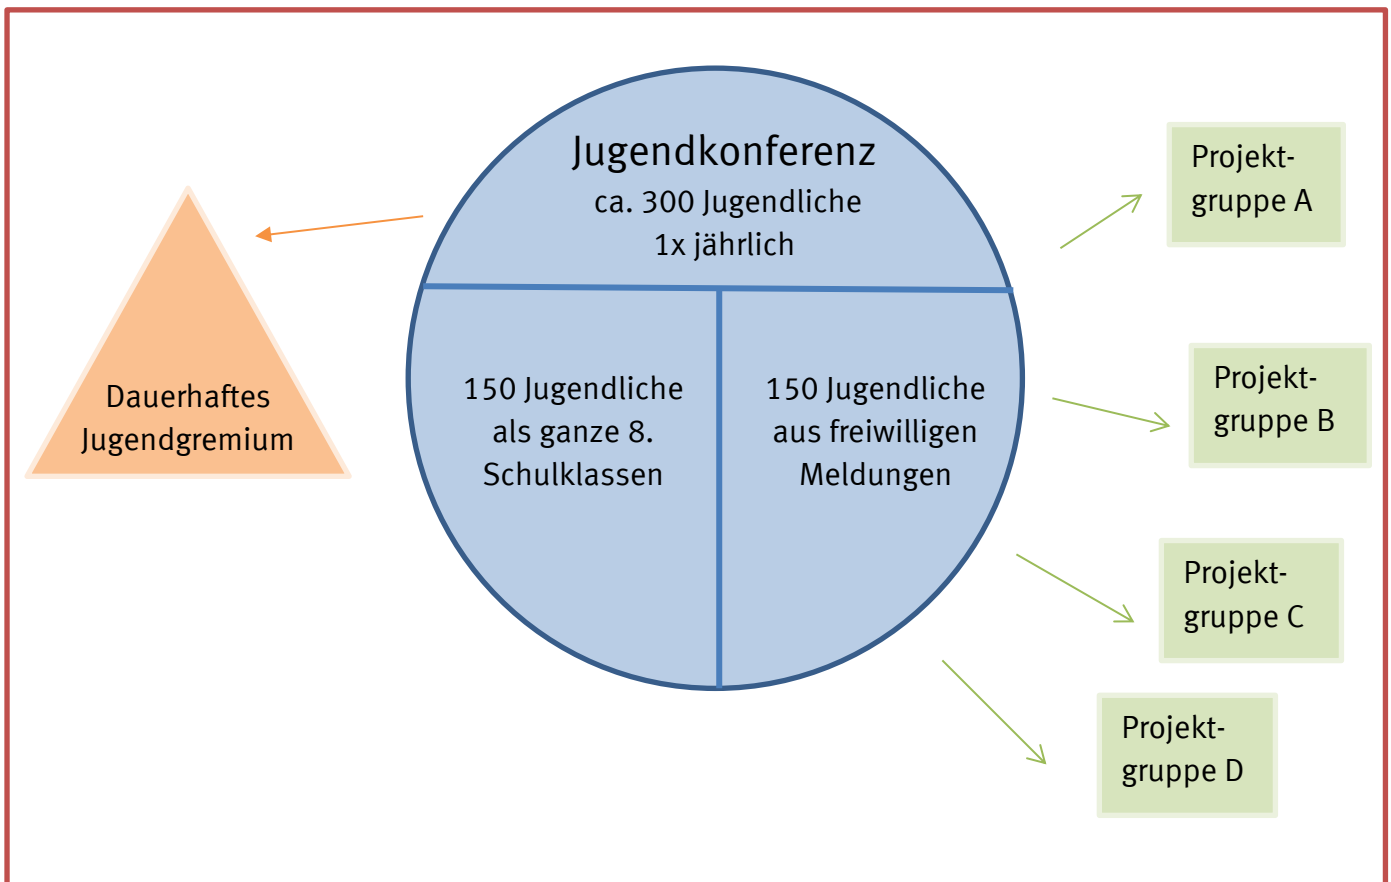 Jugendkonferenz
ca. 300 Jugendliche
1x jährlich
150 Jugendliche
als ganze 8.
Schulklassen
150 Jugendliche
aus freiwilligen
Meldungen
Dauerhaftes
Jugendgremium
Projekt-
gruppe A
Projekt-
gruppe B
Projekt-
gruppe C
Projekt-
gruppe D